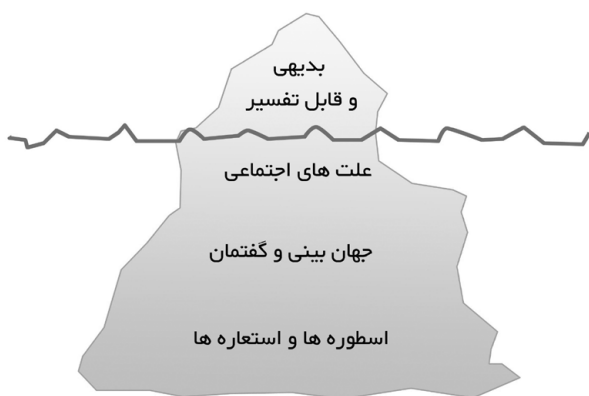 بدیهی
و قابل تفسیر
علت های اجتماعی
جهان بینی و گفتمان
اسطوره ها و استعاره ها